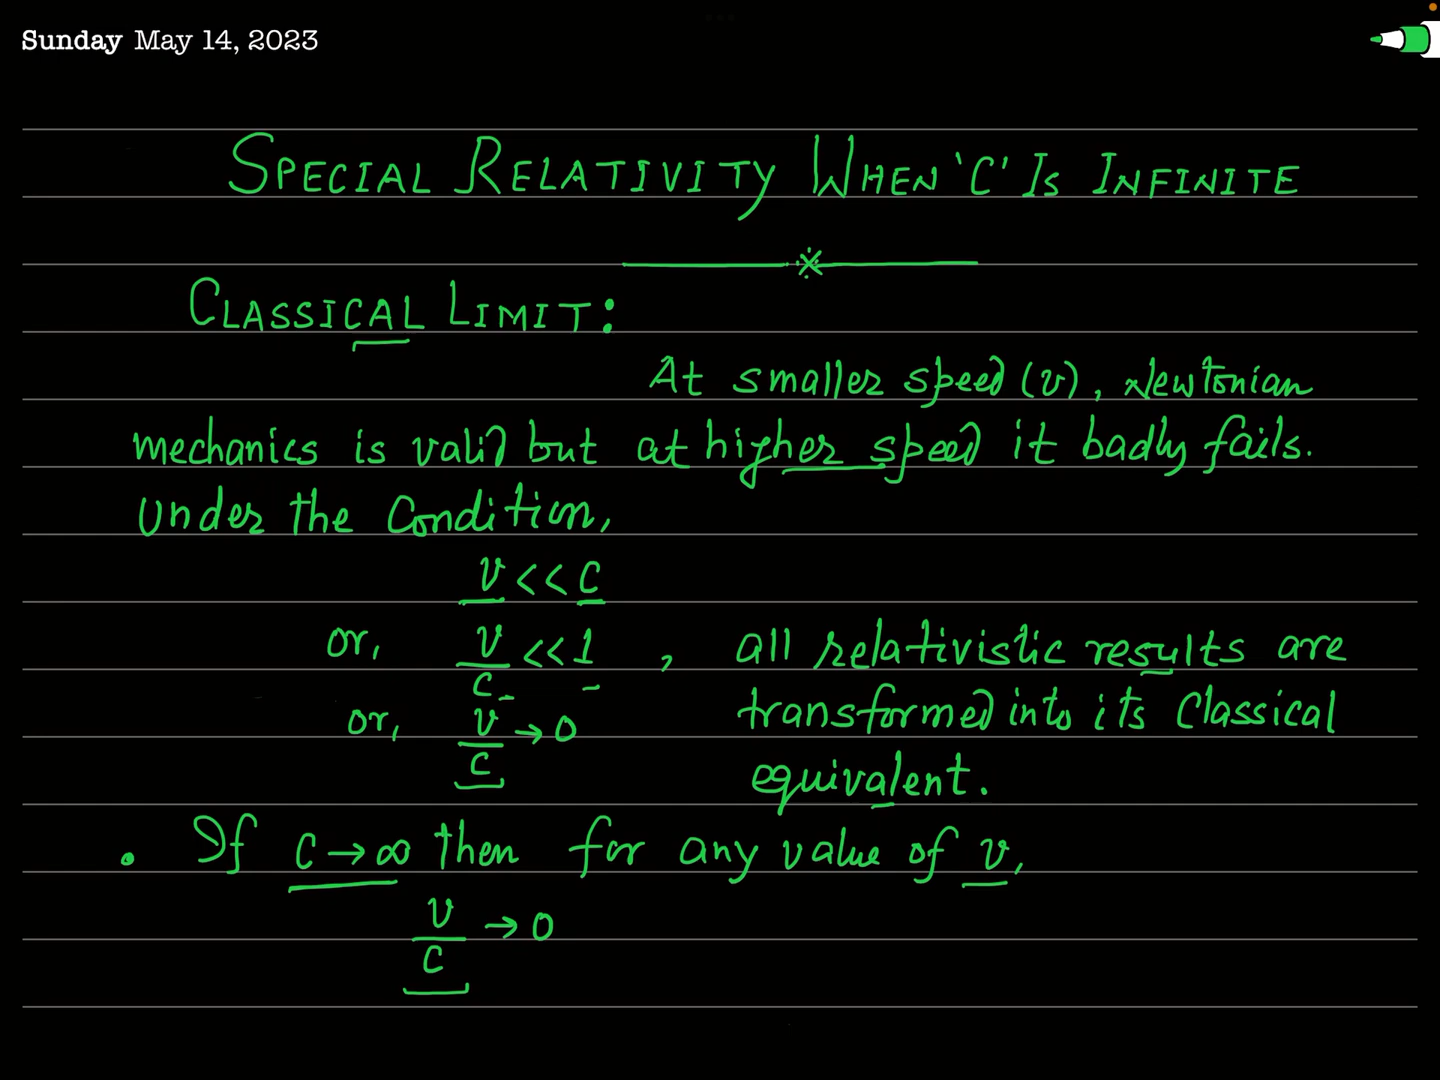 Sunday May 14, 2023
SPECIAL RELATIVITY WHEN 'C' IS INFINITE
CLASSICAL LIMIT:
At smaller speed (v), Newtonian
mechanics is valid but at higher speed it badly fails.
Under the Condition,
v << c
or, v/c << 1 , all relativistic results are
or, v/c → 0 transformed into its Classical
equivalent.
• If c → ∞ then for any value of v,
v/c → 0